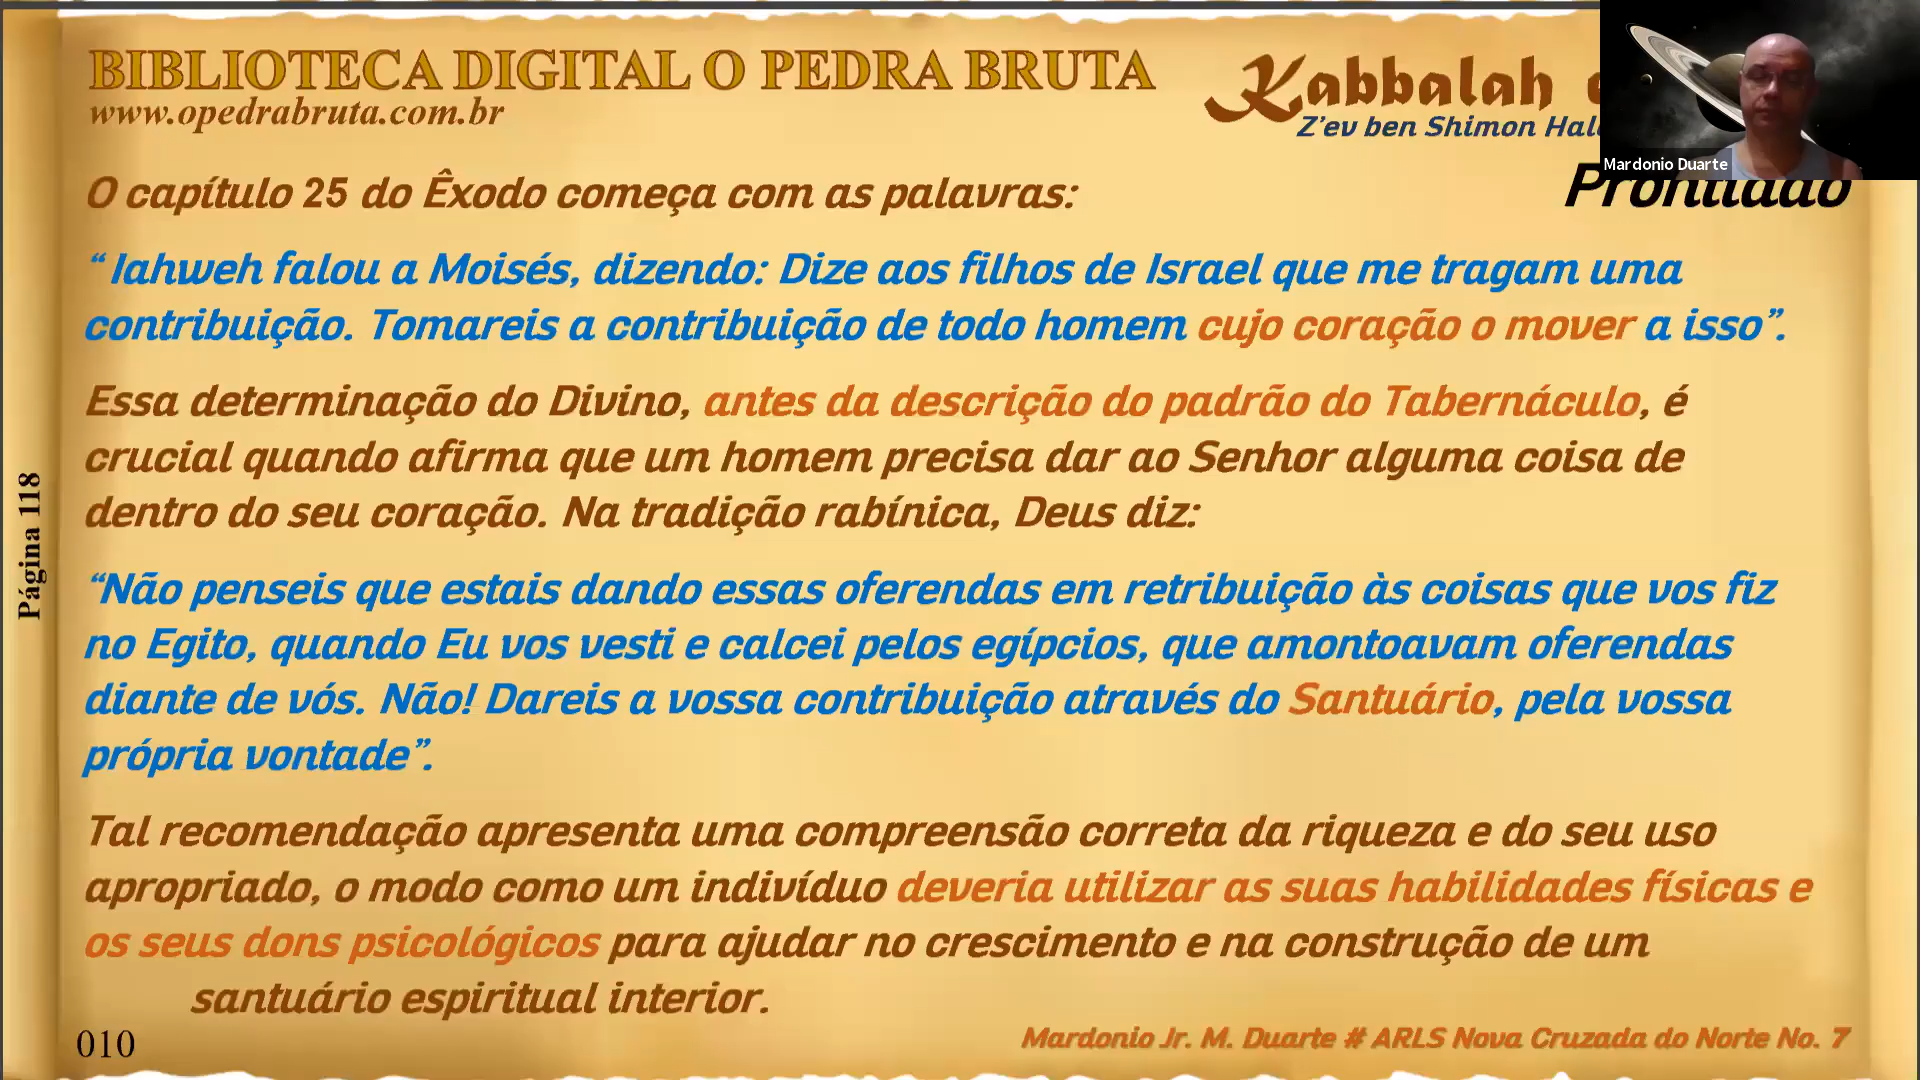 BIBLIOTECA DIGITAL O PEDRA BRUTA
www.opedrabruta.com.br
Kabbalah
Z'ev ben Shimon
Mardonio Duarte
O capítulo 25 do Êxodo começa com as palavras:
“Iahweh falou a Moisés, dizendo: Dize aos filhos de Israel que me tragam uma
contribuição. Tomareis a contribuição de todo homem cujo coração o mover a isso”.
Essa determinação do Divino, antes da descrição do padrão do Tabernáculo, é
crucial quando afirma que um homem precisa dar ao Senhor alguma coisa de
dentro do seu coração. Na tradição rabínica, Deus diz:
“Não penseis que estais dando essas oferendas em retribuição às coisas que vos fiz
no Egito, quando Eu vos vesti e calcei pelos egípcios, que amontoavam oferendas
diante de vós. Não! Dareis a vossa contribuição através do Santuário, pela vossa
própria vontade”.
Tal recomendação apresenta uma compreensão correta da riqueza e do seu uso
apropriado, o modo como um indivíduo deveria utilizar as suas habilidades físicas e
os seus dons psicológicos para ajudar no crescimento e na construção de um
santuário espiritual interior.
Página 118
010
Mardonio Jr. M. Duarte # ARLS Nova Cruzada do Norte No. 7